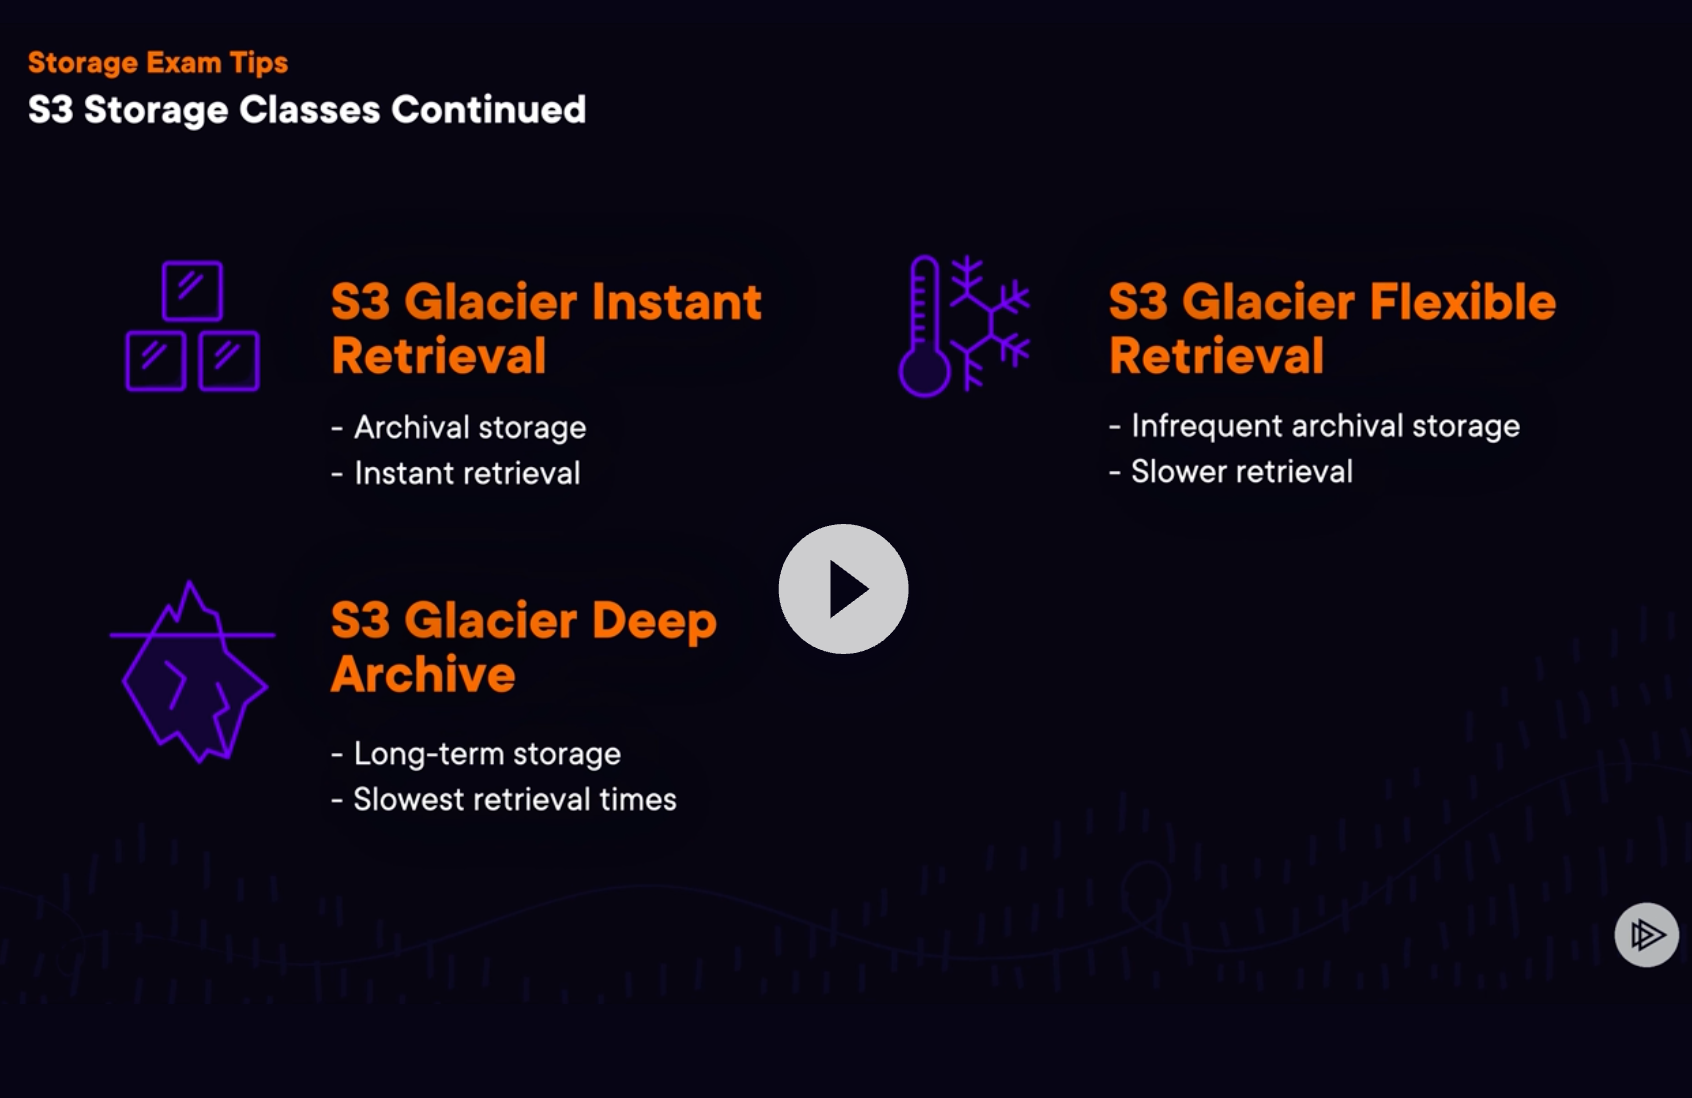 Storage Exam Tips
S3 Storage Classes Continued
S3 Glacier Instant
Retrieval
- Archival storage
- Instant retrieval
S3 Glacier Flexible
Retrieval
- Infrequent archival storage
- Slower retrieval
S3 Glacier Deep
Archive
- Long-term storage
- Slowest retrieval times